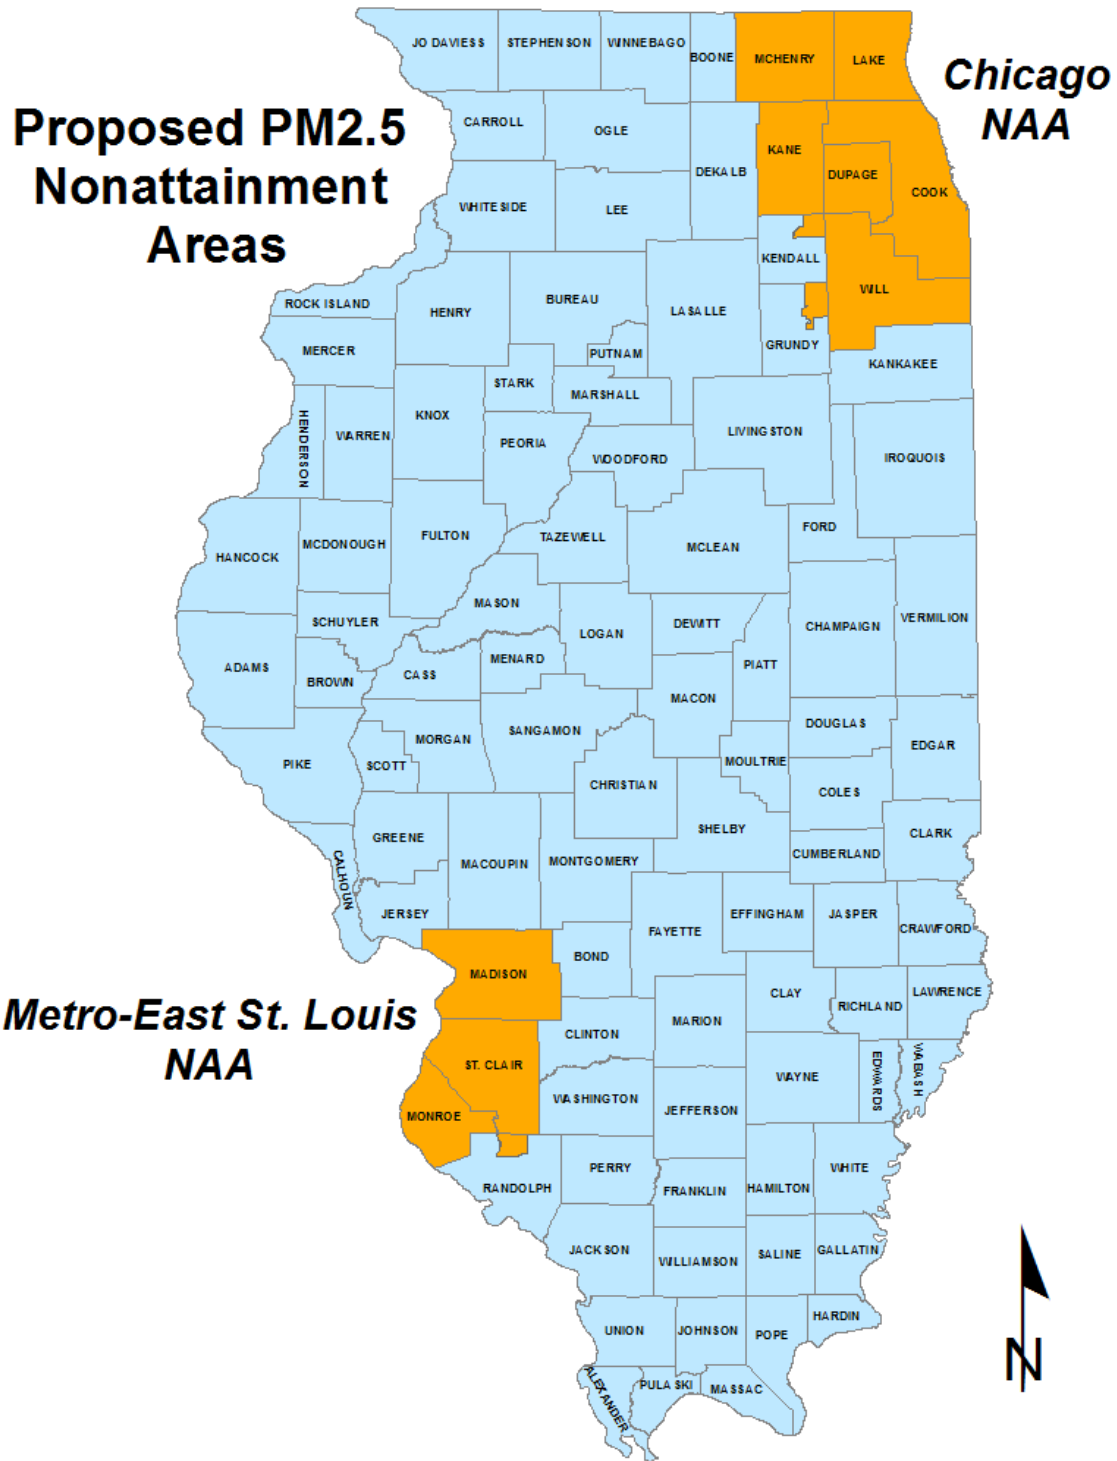 Proposed PM2.5
Nonattainment
Areas
Chicago
NAA
JO DAVIESS
STEPHENSON
WINNEBAGO
BOONE
MCHENRY
LAKE
CARROLL
OGLE
DEKALB
KANE
DUPAGE
COOK
WHITESIDE
LEE
KENDALL
WILL
ROCK ISLAND
HENRY
BUREAU
LASALLE
GRUNDY
MERCER
PUTNAM
KANKAKEE
STARK
MARSHALL
HENDERSON
WARREN
KNOX
PEORIA
LIVINGSTON
WOODFORD
IROQUOIS
HANCOCK
MCDONOUGH
FULTON
TAZEWELL
MCLEAN
FORD
MASON
SCHUYLER
LOGAN
DEWITT
CHAMPAIGN
VERMILION
ADAMS
BROWN
CASS
MENARD
PIATT
MACON
PIKE
SCOTT
MORGAN
SANGAMON
DOUGLAS
EDGAR
CHRISTIAN
MOULTRIE
COLES
SHELBY
GREENE
CALHOUN
MACOUPIN
MONTGOMERY
CUMBERLAND
CLARK
JERSEY
FAYETTE
EFFINGHAM
JASPER
CRAWFORD
MADISON
BOND
CLAY
RICHLAND
LAWRENCE
Metro-East St. Louis
NAA
CLINTON
MARION
ST. CLAIR
WAYNE
EDWARDS
WABASH
MONROE
WASHINGTON
JEFFERSON
RANDOLPH
PERRY
FRANKLIN
HAMILTON
WHITE
JACKSON
WILLIAMSON
SALINE
GALLATIN
UNION
JOHNSON
POPE
HARDIN
ALEXANDER
PULASKI
MASSAC
N